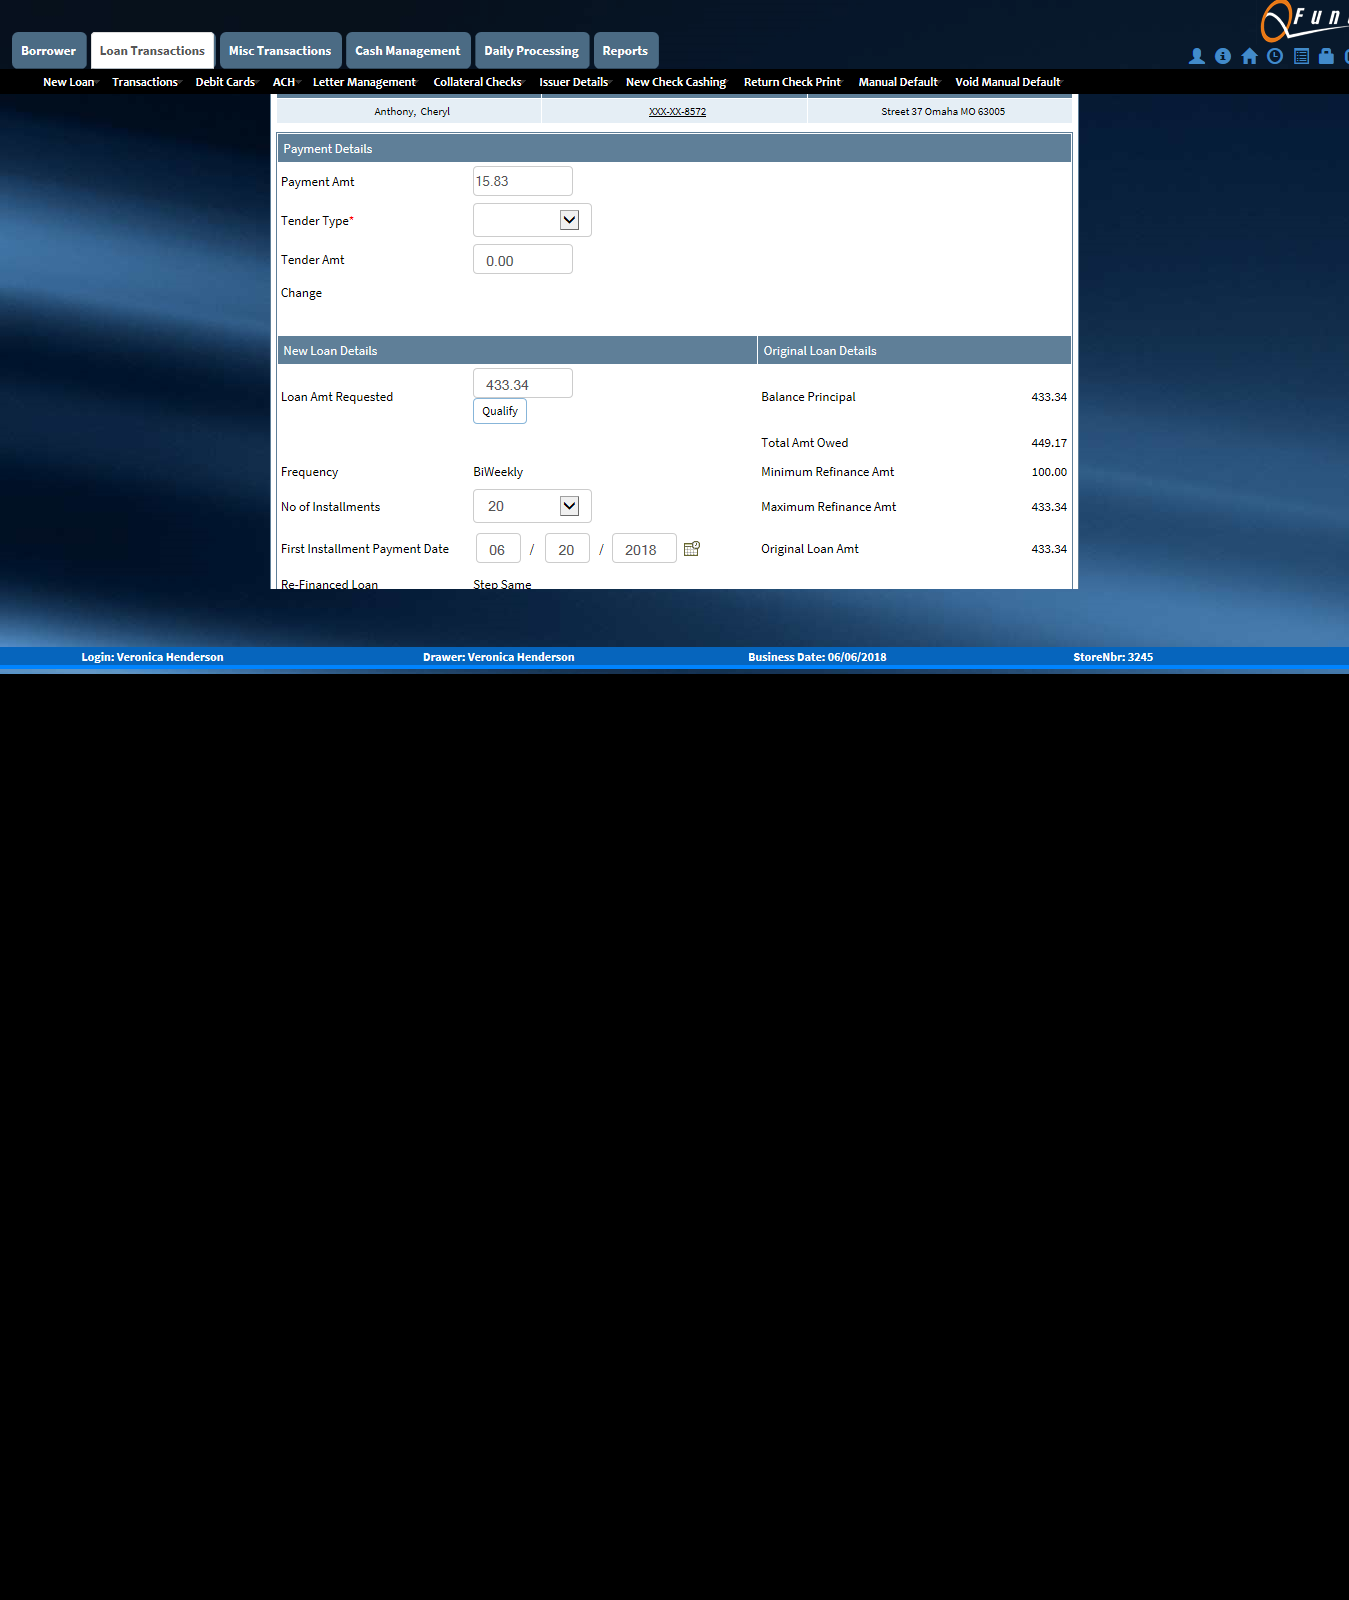 Fun
Borrower Loan Transactions Misc Transactions Cash Management Daily Processing Reports
New Loan Transactions Debit Cards ACH Letter Management Collateral Checks Issuer Details New Check Cashing Return Check Print Manual Default Void Manual Default
Anthony, Cheryl XXX-XX-8572 Street 37 Omaha MO 63005
Payment Details
Payment Amt 15.83
Tender Type*
Tender Amt 0.00
Change
New Loan Details Original Loan Details
Loan Amt Requested 433.34 Balance Principal 433.34
Qualify
Total Amt Owed 449.17
Frequency BiWeekly Minimum Refinance Amt 100.00
No of Installments 20 Maximum Refinance Amt 433.34
First Installment Payment Date 06 / 20 / 2018 Original Loan Amt 433.34
Re-Financed Loan Step Same
Login: Veronica Henderson Drawer: Veronica Henderson Business Date: 06/06/2018 StoreNbr: 3245